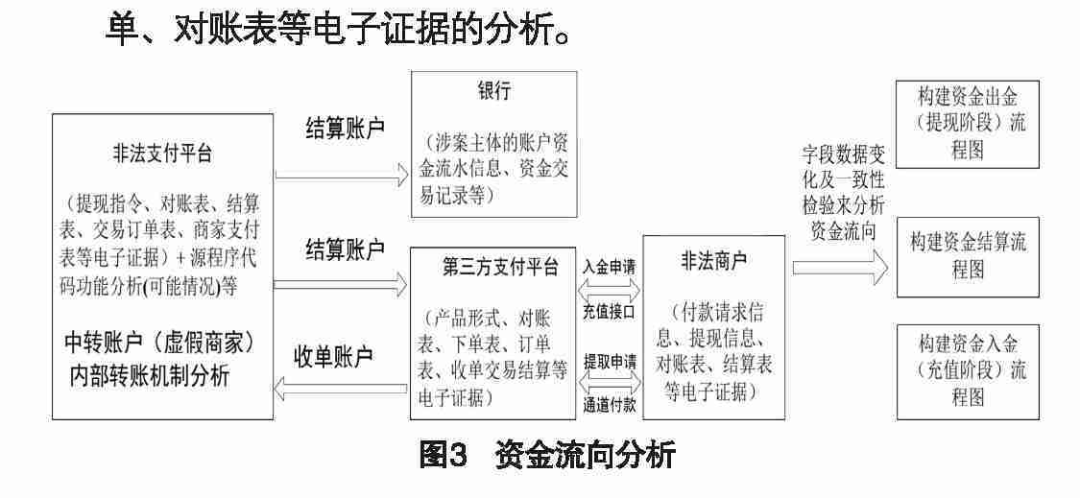 单、对账表等电子证据的分析。
非法支付平台
（提现指令、对账表、结算
表、交易订单表、商家支付
表等电子证据）+ 源程序代
码功能分析(可能情况)等
中转账户（虚假商家）
内部转账机制分析
结算账户
结算账户
收单账户
银行
（涉案主体的账户资
金流水信息、资金交
易记录等）
第三方支付平台
（产品形式、对账
表、下单表、订单
表、收单交易结算等
电子证据）
入金申请
充值接口
提取申请
通道付款
非法商户
（付款请求信
息、提现信息、
对账表、结算表
等电子证据）
字段数据变
化及一致性
检验来分析
资金流向
构建资金出金
（提现阶段）流
程图
构建资金结算流
程图
构建资金入金
（充值阶段）流
程图
图3 资金流向分析